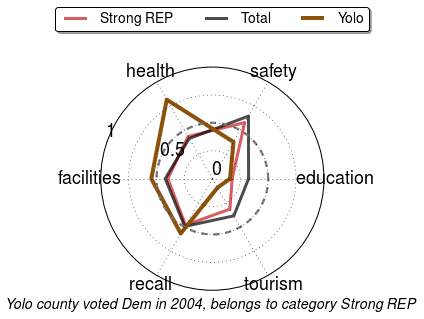 Strong REP Total Yolo
health safety
1
0.5
0
facilities education
recall tourism
Yolo county voted Dem in 2004, belongs to category Strong REP